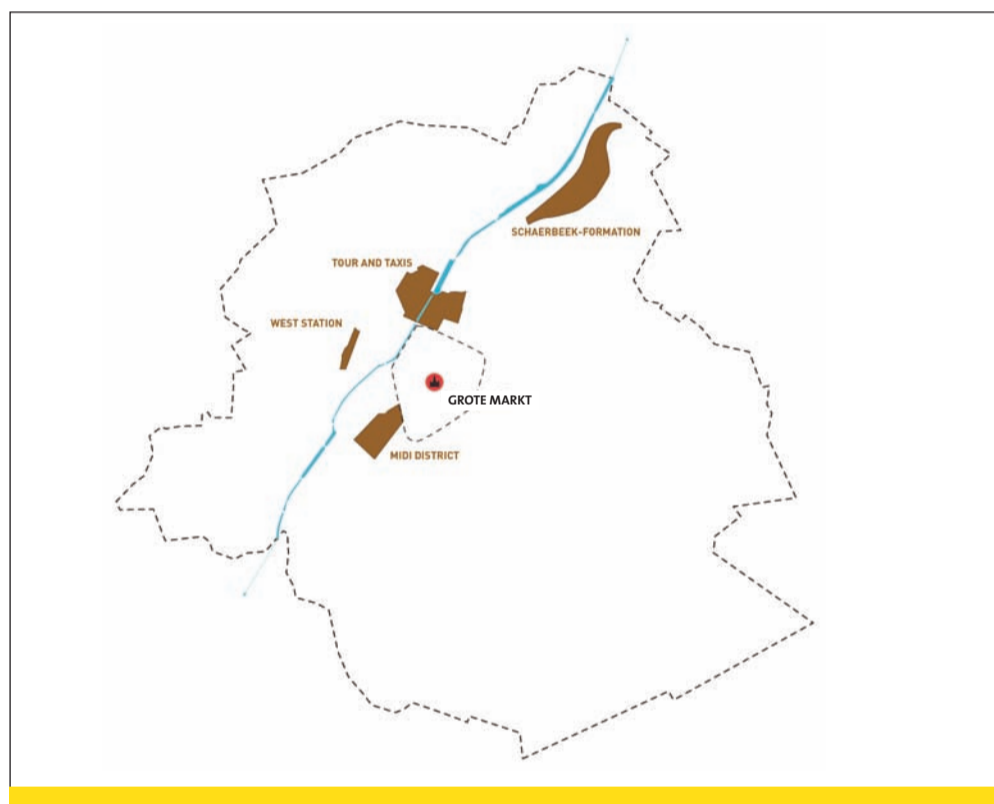 SCHAERBEEK-FORMATION
TOUR AND TAXIS
WEST STATION
GROTE MARKT
MIDI DISTRICT